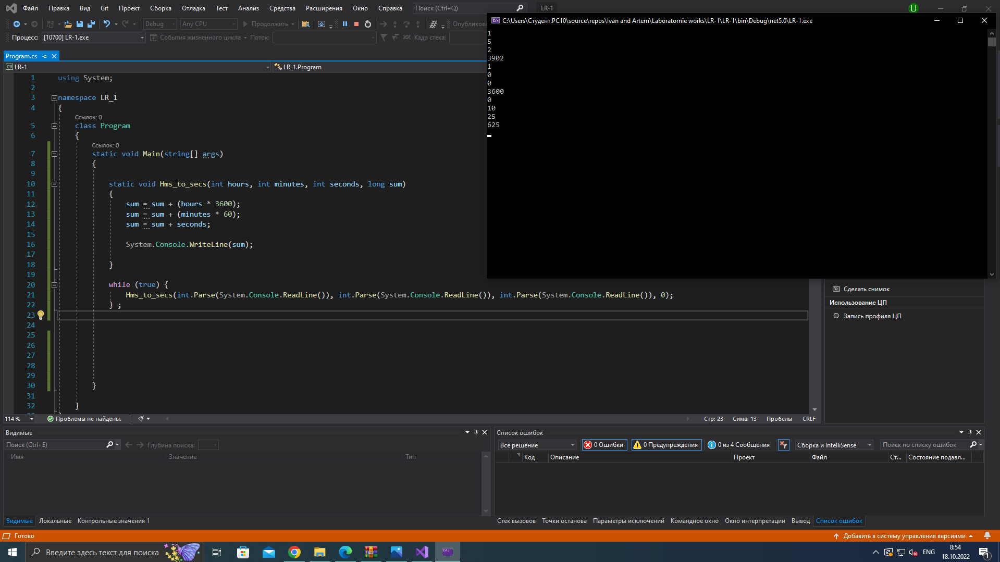 Файл Правка Вид Git Проект Сборка Отладка Тест Анализ Средства Расширения Окно Справка Поиск (Ctrl+Q) LR-1 U
Debug Any CPU Продолжить Опубликова
Процесс: [10700] LR-1.exe События жизненного цикла Поток: Кадр стека:
C:\Users\Студент.PC10\source\repos\Ivan and Artem\Laboratornie works\LR-1\LR-1\bin\Debug\net5.0\LR-1.exe
1
5
2
3902
1
0
0
3600
0
10
25
625
Program.cs
C# LR-1 LR_1.Program
1 using System;
2
3 namespace LR_1
4 {
Ссылок: 0
5 class Program
6 {
Ссылок: 0
7 static void Main(string[] args)
8 {
9
10 static void Hms_to_secs(int hours, int minutes, int seconds, long sum)
11 {
12 sum = sum + (hours * 3600);
13 sum = sum + (minutes * 60);
14 sum = sum + seconds;
15
16 System.Console.WriteLine(sum);
17
18 }
19
20 while (true) {
21 Hms_to_secs(int.Parse(System.Console.ReadLine()), int.Parse(System.Console.ReadLine()), int.Parse(System.Console.ReadLine()), 0);
22 } ;
23
24
25
26
27
28
29
30 }
31
32 }
Сделать снимок
Использование ЦП
Запись профиля ЦП
114 % Проблемы не найдены. Стр: 23 Симв: 13 Пробелы CRLF
Видимые
Поиск (Ctrl+E) Глубина поиска:
Имя Значение Тип
Видимые Локальные Контрольные значения 1
Список ошибок
Все решение 0 Ошибки 0 Предупреждения 0 из 4 Сообщения Сборка и IntelliSense Поиск по списку ошибок
Код Описание Проект Файл Ст... Состояние подавл...
Стек вызовов Точки останова Параметры исключений Командное окно Окно интерпретации Вывод Список ошибок
Готово Добавить в систему управления версиями
Введите здесь текст для поиска ENG 8:54
18.10.2022 1